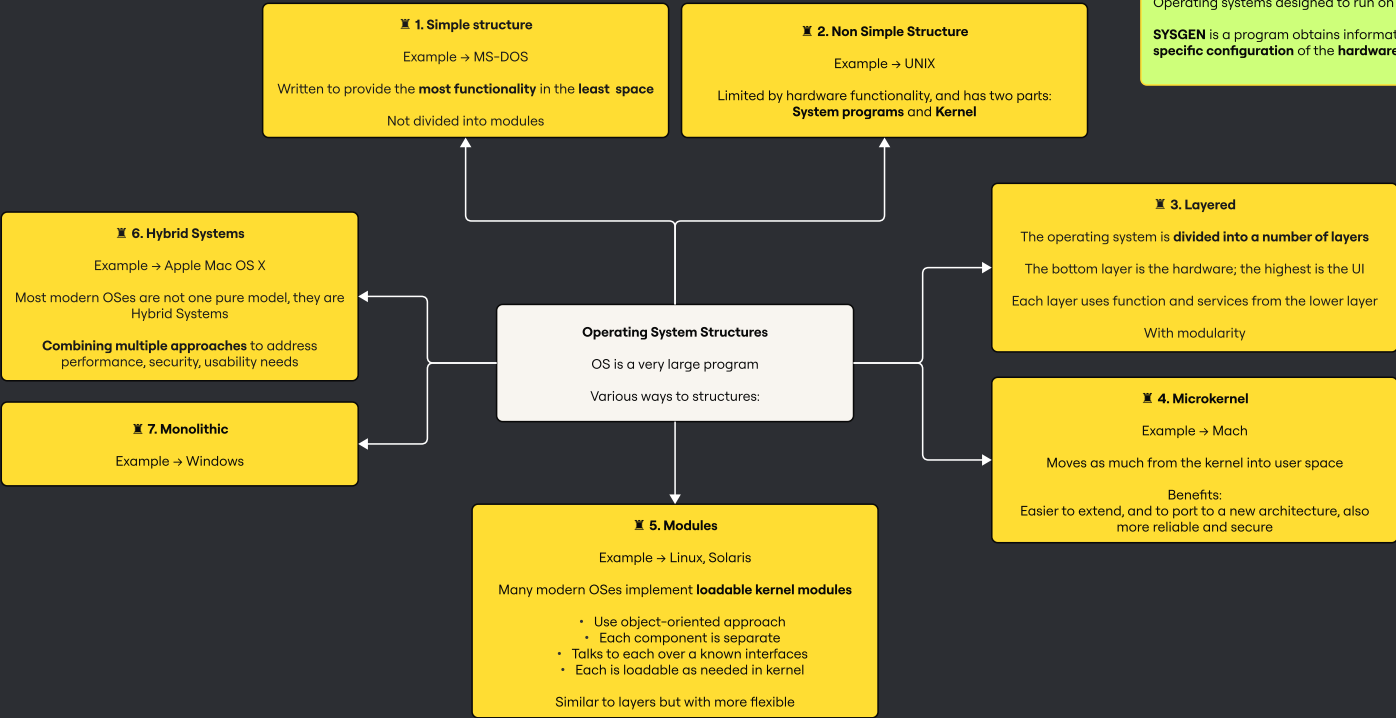 ♜ 1. Simple structure
Example → MS-DOS
Written to provide the most functionality in the least space
Not divided into modules
♜ 2. Non Simple Structure
Example → UNIX
Limited by hardware functionality, and has two parts:
System programs and Kernel
Operating systems designed to run on
SYSGEN is a program obtains
specific configuration of the hardware
♜ 3. Layered
The operating system is divided into a number of layers
The bottom layer is the hardware; the highest is the UI
Each layer uses function and services from the lower layer
With modularity
♜ 6. Hybrid Systems
Example → Apple Mac OS X
Most modern OSes are not one pure model, they are
Hybrid Systems
Combining multiple approaches to address
performance, security, usability needs
Operating System Structures
OS is a very large program
Various ways to structures:
♜ 4. Microkernel
Example → Mach
Moves as much from the kernel into user space
Benefits:
Easier to extend, and to port to a new architecture, also
more reliable and secure
♜ 7. Monolithic
Example → Windows
♜ 5. Modules
Example → Linux, Solaris
Many modern OSes implement loadable kernel modules
• Use object-oriented approach
• Each component is separate
• Talks to each over a known interfaces
• Each is loadable as needed in kernel
Similar to layers but with more flexible